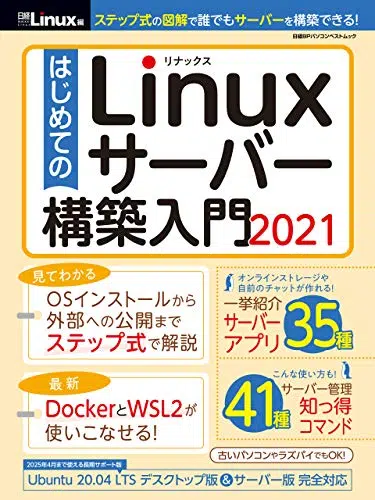 日経Linux編
ステップ式の図解で誰でもサーバーを構築できる!
日経BPパソコンベストムック
はじめての
リナックス
Linux
サーバー
構築入門2021
見てわかる
OSインストールから
外部への公開まで
ステップ式で解説
オンラインストレージや
自前のチャットが作れる!
一挙紹介
サーバー
アプリ
35種
最新
DockerとWSL2が
使いこなせる!
こんな使い方も!
41種
サーバー管理
知っ得
コマンド
古いパソコンやラズパイでもOK!
2025年4月まで使える長期サポート版
Ubuntu 20.04 LTS デスクトップ版&サーバー版 完全対応